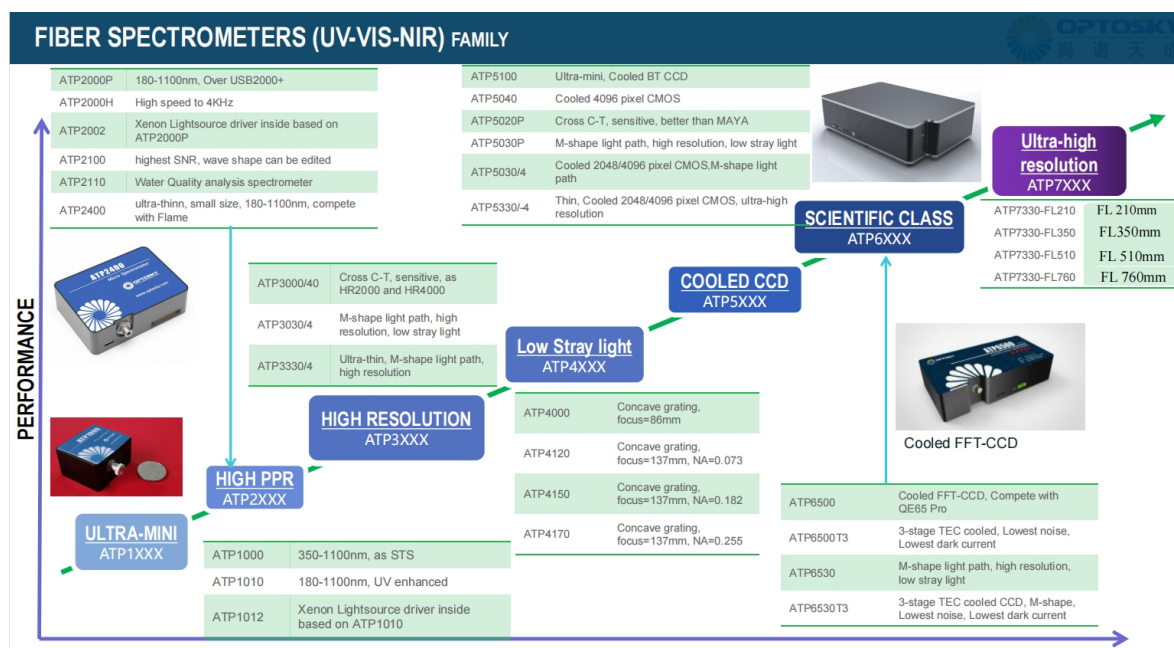 FIBER SPECTROMETERS (UV-VIS-NIR) FAMILY
OPTOSKY
奥 谱 天 成
ATP2000P 180-1100nm, Over USB2000+
ATP2000H High speed to 4KHz
ATP2002 Xenon Lightsource driver inside based on
ATP2000P
ATP2100 highest SNR, wave shape can be edited
ATP2110 Water Quality analysis spectrometer
ATP2400 ultra-thinn, small size, 180-1100nm, compete
with Flame
ATP5100 Ultra-mini, Cooled BT CCD
ATP5040 Cooled 4096 pixel CMOS
ATP5020P Cross C-T, sensitive, better than MAYA
ATP5030P M-shape light path, high resolution, low stray light
ATP5030/4 Cooled 2048/4096 pixel CMOS,M-shape light
path
ATP5330/-4 Thin, Cooled 2048/4096 pixel CMOS, ultra-high
resolution
Ultra-high
resolution
ATP7XXX
ATP7330-FL210 FL 210mm
ATP7330-FL350 FL350mm
ATP7330-FL510 FL 510mm
ATP7330-FL760 FL 760mm
SCIENTIFIC CLASS
ATP6XXX
COOLED CCD
ATP5XXX
ATP2400
Micro Spectrometer
OPTOSKY
www.optosky.com
ATP3000/40 Cross C-T, sensitive, as
HR2000 and HR4000
ATP3030/4 M-shape light path, high
resolution, low stray light
ATP3330/4 Ultra-thin, M-shape light path,
high resolution
Low Stray light
ATP4XXX
PERFORMANCE
HIGH RESOLUTION
ATP3XXX
ATP4000 Concave grating,
focus=86mm
ATP4120 Concave grating,
focus=137mm, NA=0.073
ATP4150 Concave grating,
focus=137mm, NA=0.182
ATP4170 Concave grating,
focus=137mm, NA=0.255
OPTOSKY
ATP6500
Cooled FFT-CCD
HIGH PPR
ATP2XXX
ATP1000
ULTRA-MINI
ATP1XXX
ATP1000 350-1100nm, as STS
ATP1010 180-1100nm, UV enhanced
ATP1012 Xenon Lightsource driver inside
based on ATP1010
ATP6500 Cooled FFT-CCD, Compete with
QE65 Pro
ATP6500T3 3-stage TEC cooled, Lowest noise,
Lowest dark current
ATP6530 M-shape light path, high resolution,
low stray light
ATP6530T3 3-stage TEC cooled CCD, M-shape,
Lowest noise, Lowest dark current